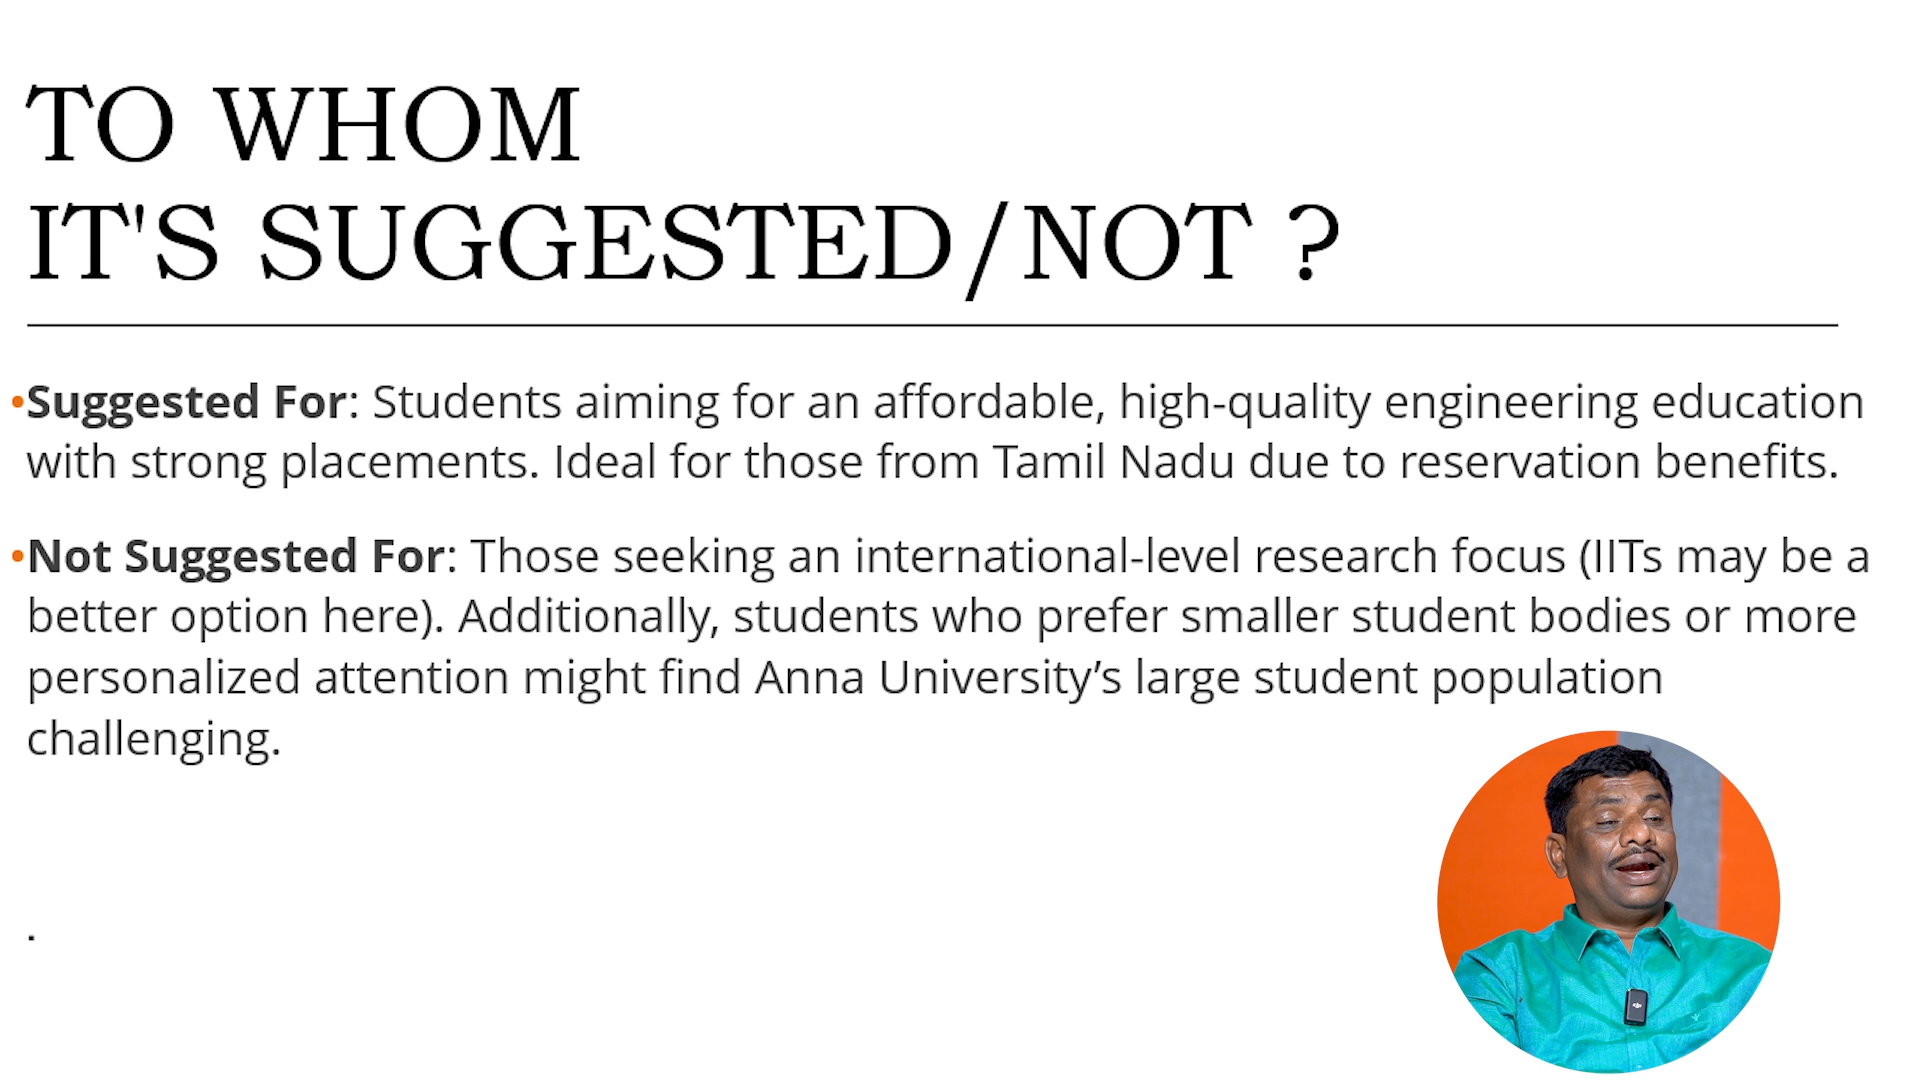 TO WHOM
IT'S SUGGESTED/NOT ?
•Suggested For: Students aiming for an affordable, high-quality engineering education
with strong placements. Ideal for those from Tamil Nadu due to reservation benefits.
•Not Suggested For: Those seeking an international-level research focus (IITs may be a
better option here). Additionally, students who prefer smaller student bodies or more
personalized attention might find Anna University’s large student population
challenging.
.